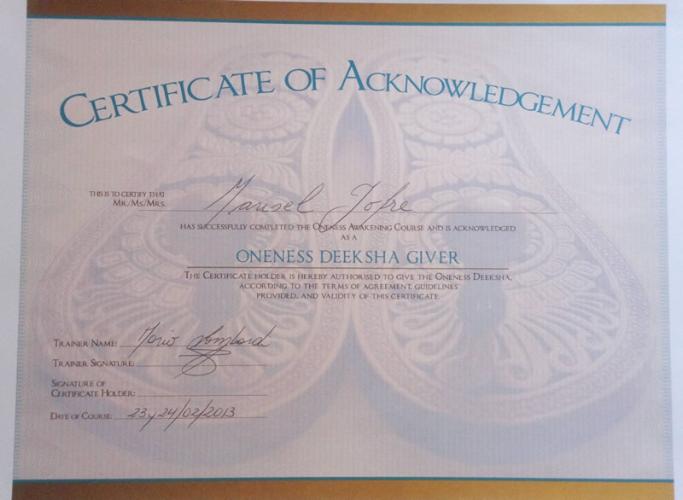 CERTIFICATE OF ACKNOWLEDGEMENT
THIS IS TO CERTIFY THAT
MR./MS./MRS. Marisel Jofre
HAS SUCCESSFULLY COMPLETED THE ONENESS AWAKENING COURSE AND IS ACKNOWLEDGED
AS A
ONENESS DEEKSHA GIVER
THE CERTIFICATE HOLDER IS HEREBY AUTHORISED TO GIVE THE ONENESS DEEKSHA,
ACCORDING TO THE TERMS OF AGREEMENT, GUIDELINES
PROVIDED, AND VALIDITY OF THIS CERTIFICATE
TRAINER NAME:
TRAINER SIGNATURE:
SIGNATURE OF
CERTIFICATE HOLDER:
DATE OF COURSE: 23y24/02/2013